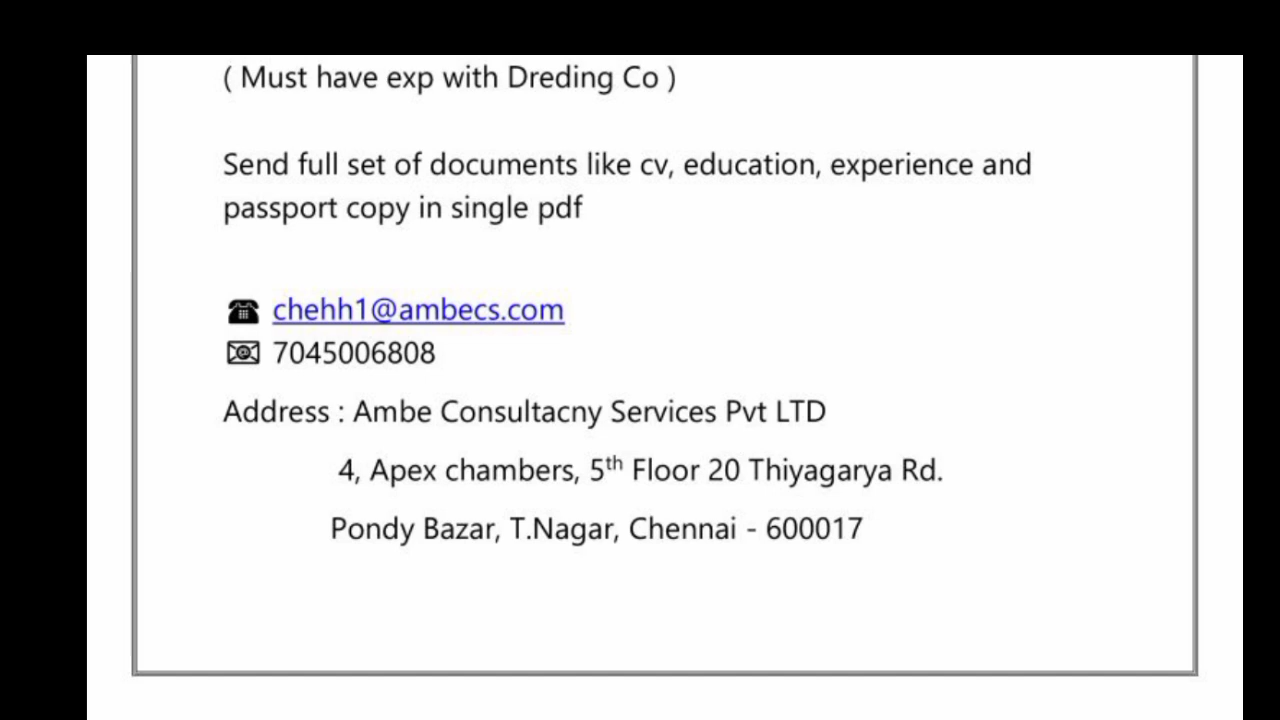 ( Must have exp with Dreding Co )
Send full set of documents like cv, education, experience and
passport copy in single pdf
☎ chehh1@ambecs.com
📧 7045006808
Address : Ambe Consultacny Services Pvt LTD
4, Apex chambers, 5th Floor 20 Thiyagarya Rd.
Pondy Bazar, T.Nagar, Chennai - 600017